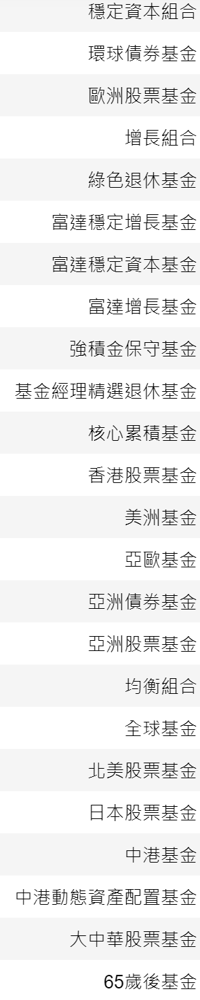 穩定資本組合
環球債券基金
歐洲股票基金
增長組合
綠色退休基金
富達穩定增長基金
富達穩定資本基金
富達增長基金
強積金保守基金
基金經理精選退休基金
核心累積基金
香港股票基金
美洲基金
亞歐基金
亞洲債券基金
亞洲股票基金
均衡組合
全球基金
北美股票基金
日本股票基金
中港基金
中港動態資產配置基金
大中華股票基金
65歲後基金